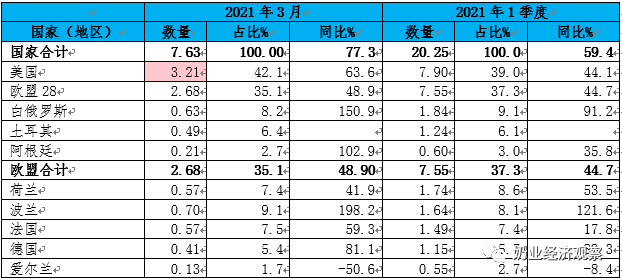 国家（地区） 2021 年 3 月 2021 年 1 季度
数量 占比% 同比% 数量 占比% 同比%
国家合计 7.63 100.00 77.3 20.25 100.0 59.4
美国 3.21 42.1 63.6 7.90 39.0 44.1
欧盟 28 2.68 35.1 48.9 7.55 37.3 44.7
白俄罗斯 0.63 8.2 150.9 1.84 9.1 91.2
土耳其 0.49 6.4 1.24 6.1
阿根廷 0.21 2.7 102.9 0.60 3.0 35.8
欧盟合计 2.68 35.1 48.90 7.55 37.3 44.7
荷兰 0.57 7.4 41.9 1.74 8.6 53.5
波兰 0.70 9.1 198.2 1.64 8.1 121.6
法国 0.57 7.5 59.3 1.49 7.4 17.8
德国 0.41 5.4 81.1 1.15
爱尔兰 0.13 1.7 -50.6 0.55 2.7 -8.4
奶业经济观察